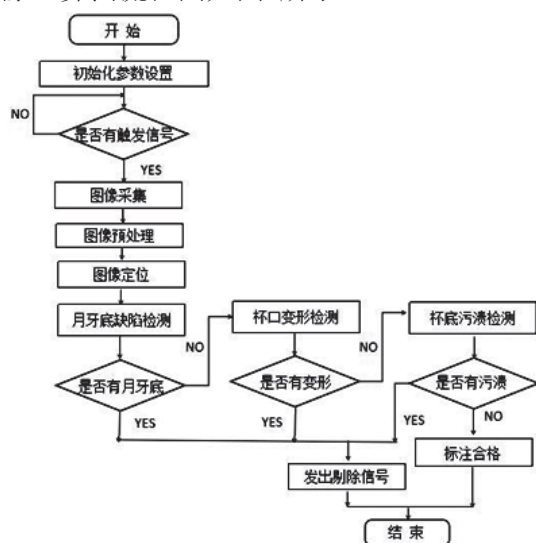 开 始
初始化参数设置
NO
是否有触发信号
YES
图像采集
图像预处理
图像定位
月牙底缺陷检测
杯口变形检测
杯底污渍检测
NO
NO
是否有月牙底
是否有变形
是否有污渍
YES
YES
YES
NO
发出剔除信号
标注合格
结 束